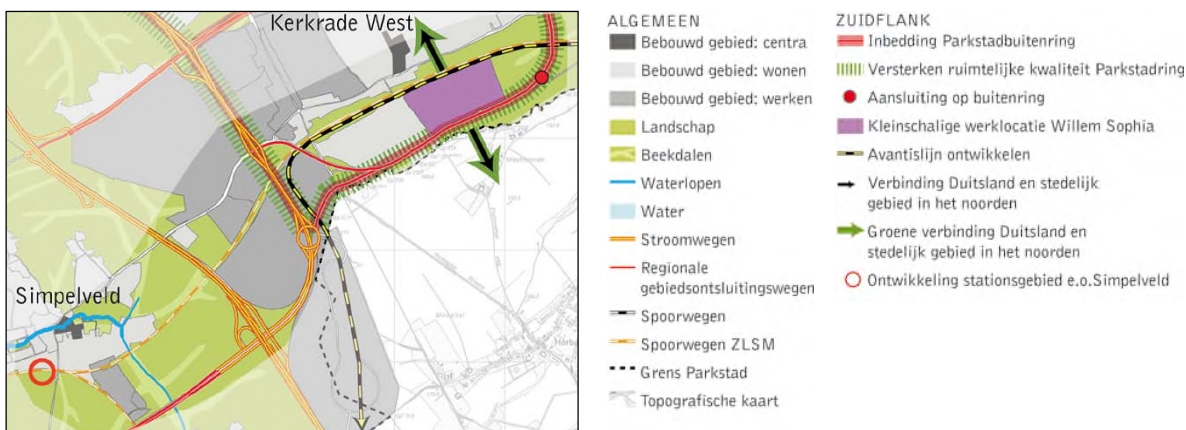 Kerkrade West
Simpelveld
ALGEMEEN
Bebouwd gebied: centra
Bebouwd gebied: wonen
Bebouwd gebied: werken
Landschap
Beekdalen
Waterlopen
Water
Stroomwegen
Regionale
gebiedsontsluitingswegen
Spoorwegen
Spoorwegen ZLSM
Grens Parkstad
Topografische kaart
ZUIDFLANK
Inbedding Parkstadbuitenring
Versterken ruimtelijke kwaliteit Parkstadring
Aansluiting op buitenring
Kleinschalige werklocatie Willem Sophia
Avantislijn ontwikkelen
Verbinding Duitsland en stedelijk
gebied in het noorden
Groene verbinding Duitsland en
stedelijk gebied in het noorden
Ontwikkeling stationsgebied e.o.Simpelveld